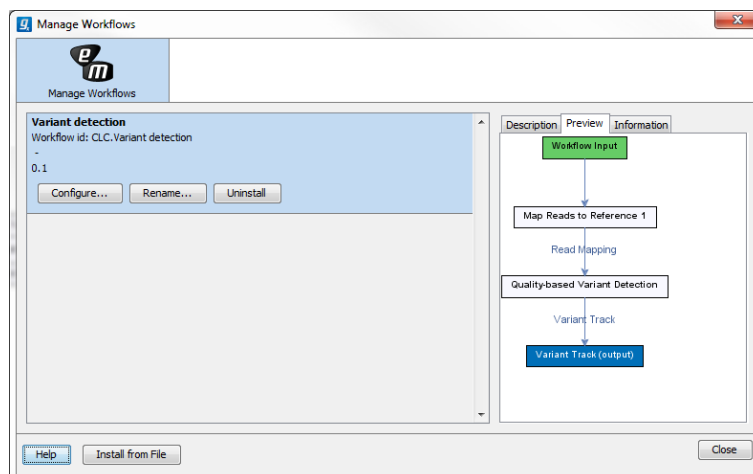 Manage Workflows
Manage Workflows
Variant detection
Workflow id: CLC.Variant detection
-
0.1
Configure... Rename... Uninstall
Description Preview Information
Workflow Input
Map Reads to Reference 1
Read Mapping
Quality-based Variant Detection
Variant Track
Variant Track (output)
Help Install from File Close